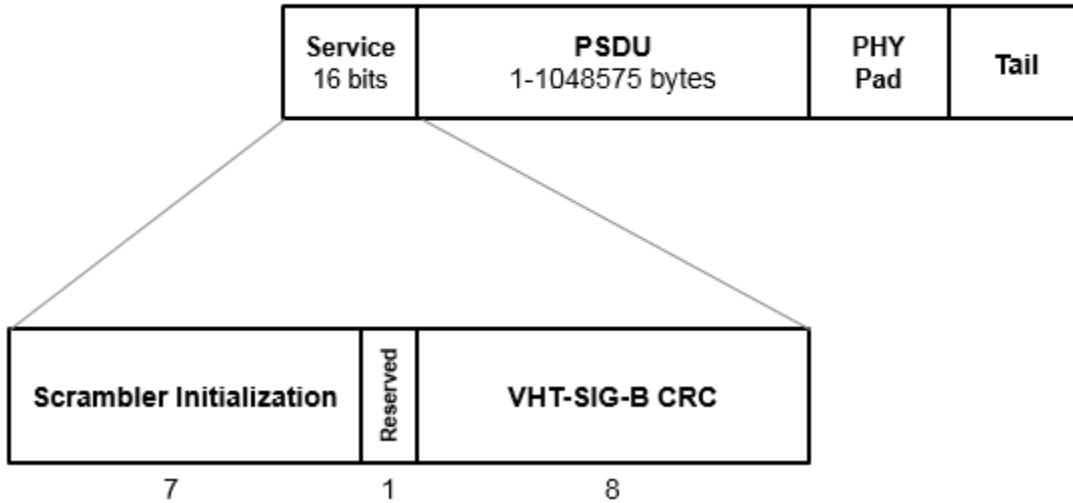 Service
16 bits
PSDU
1-1048575 bytes
PHY
Pad
Tail
Scrambler Initialization
Reserved
VHT-SIG-B CRC
7
1
8